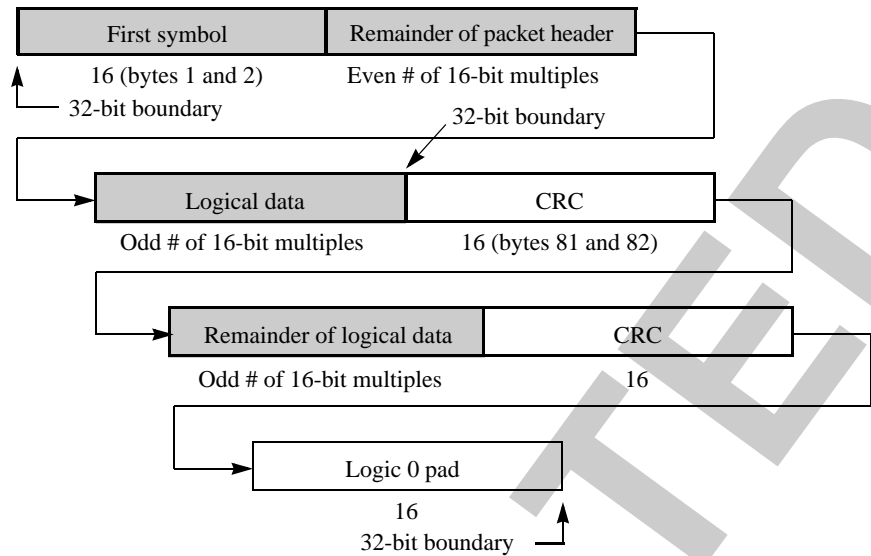 First symbol Remainder of packet header
16 (bytes 1 and 2) Even # of 16-bit multiples
32-bit boundary
32-bit boundary
Logical data CRC
Odd # of 16-bit multiples 16 (bytes 81 and 82)
Remainder of logical data CRC
Odd # of 16-bit multiples 16
Logic 0 pad
16
32-bit boundary
TED